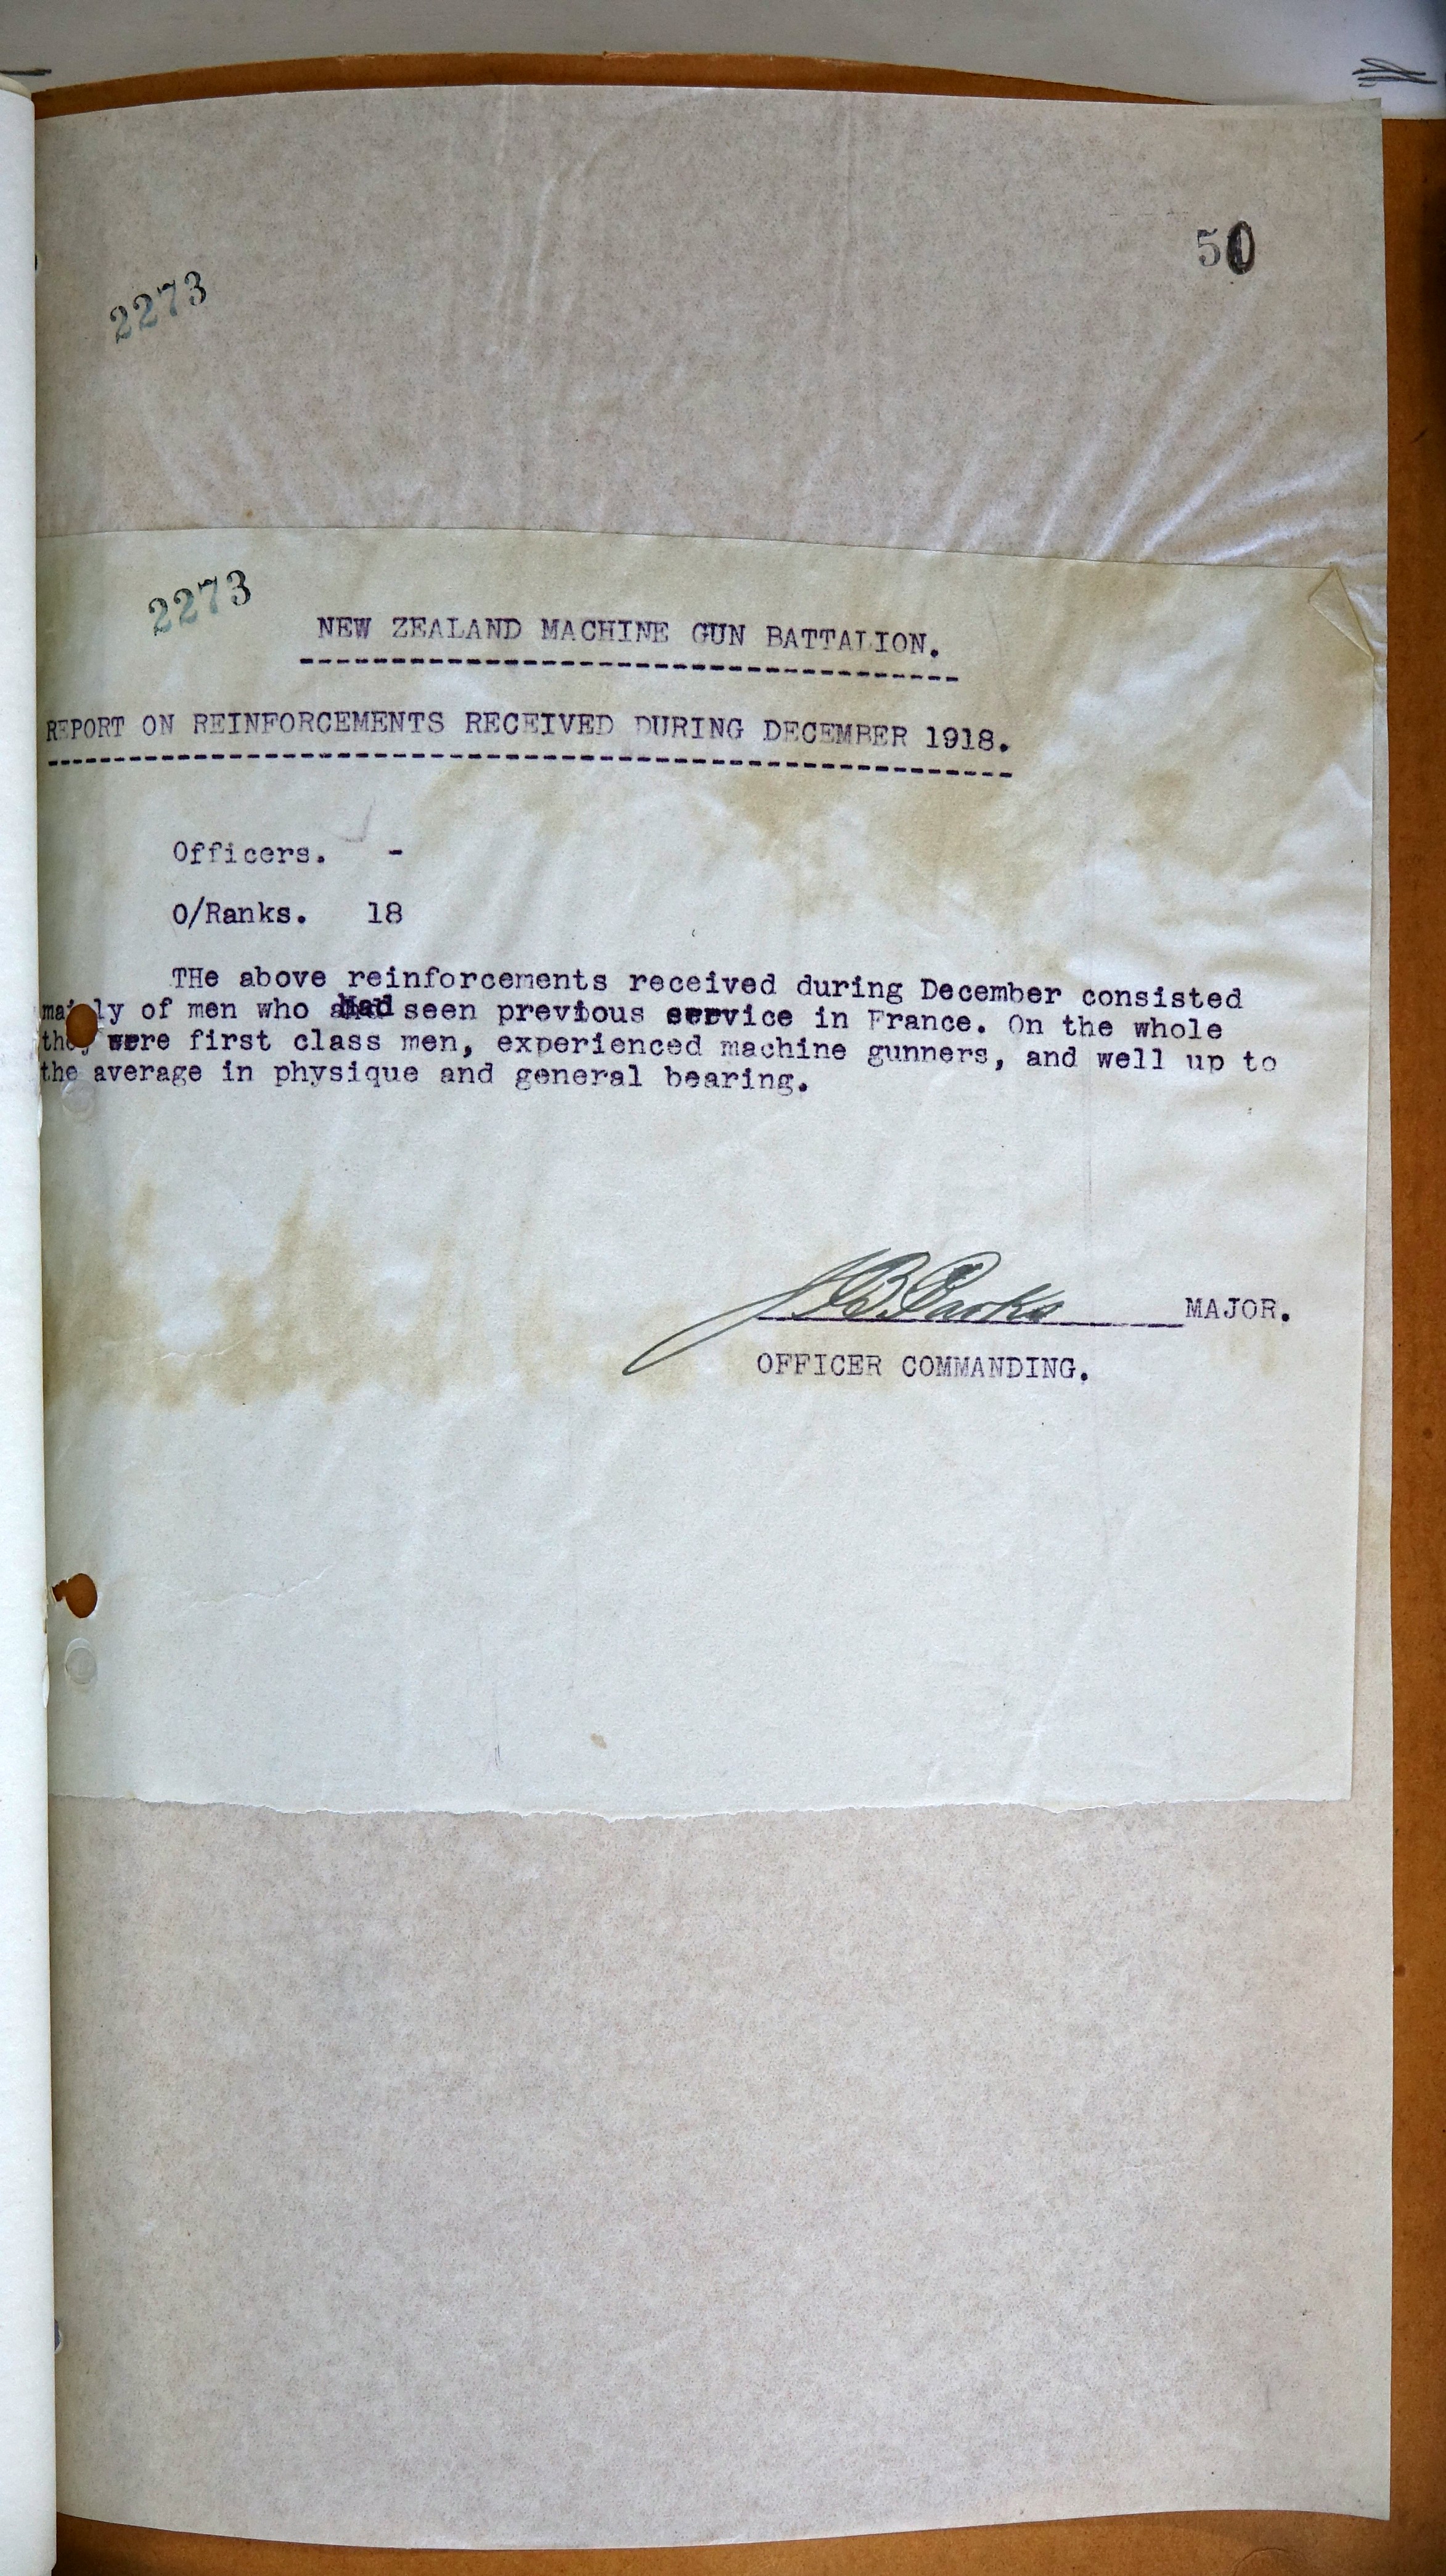 50
2273
2273
NEW ZEALAND MACHINE GUN BATTALION.
REPORT ON REINFORCEMENTS RECEIVED DURING DECEMBER 1918.
Officers. -
O/Ranks. 18
THe above reinforcements received during December consisted
mainly of men who had seen previous service in France. On the whole
they were first class men, experienced machine gunners, and well up to
the average in physique and general bearing.
J B Parks MAJOR.
OFFICER COMMANDING.